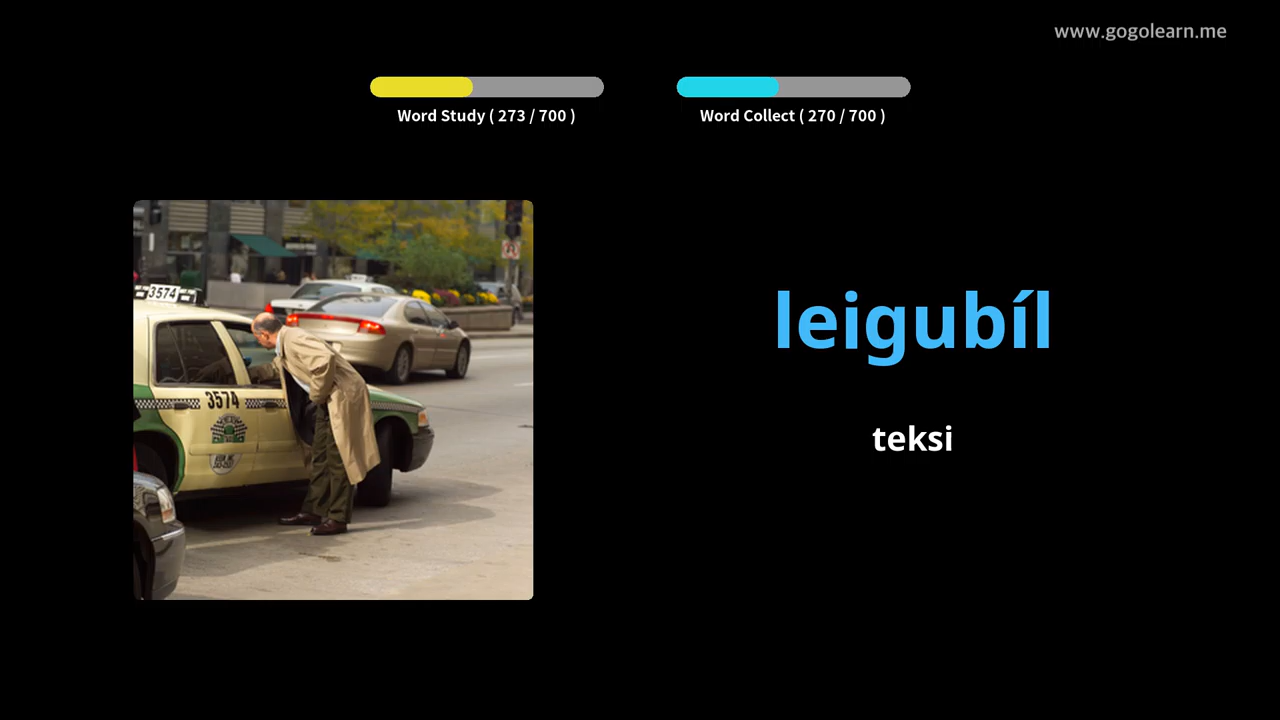 www.gogolearn.me
Word Study ( 273 / 700 )
Word Collect ( 270 / 700 )
3574
3574
leigubíl
teksi